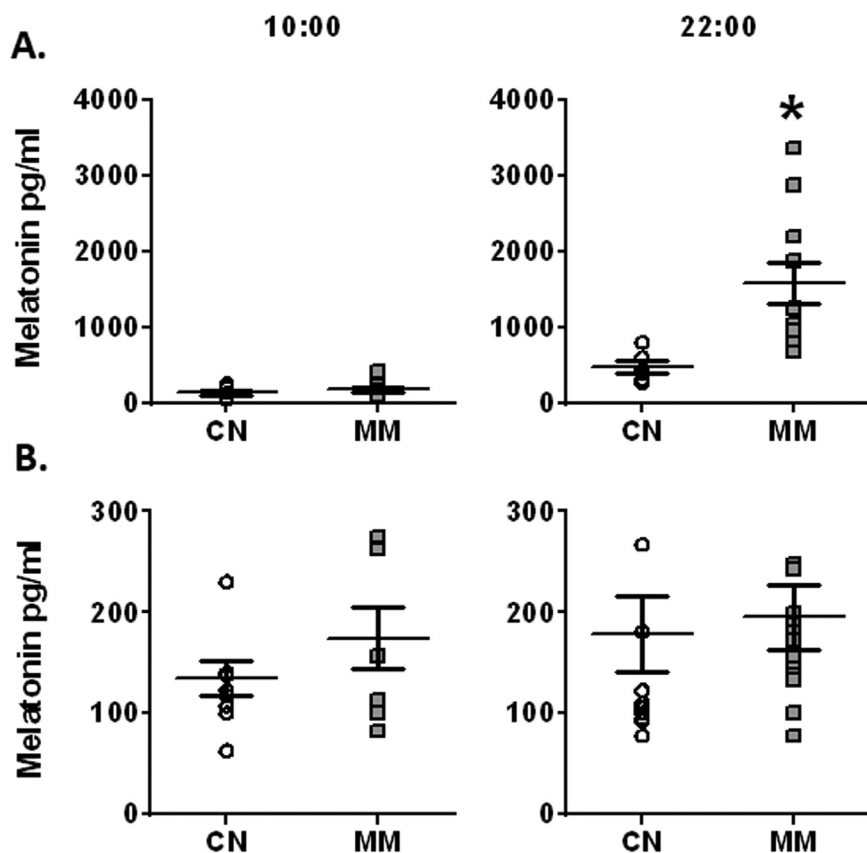 10:00 22:00
A.
Melatonin pg/ml
4000 4000
*
3000 3000
2000 2000
1000 1000
0 0
CN MM CN MM
B.
Melatonin pg/ml
300 300
200 200
100 100
0 0
CN MM CN MM